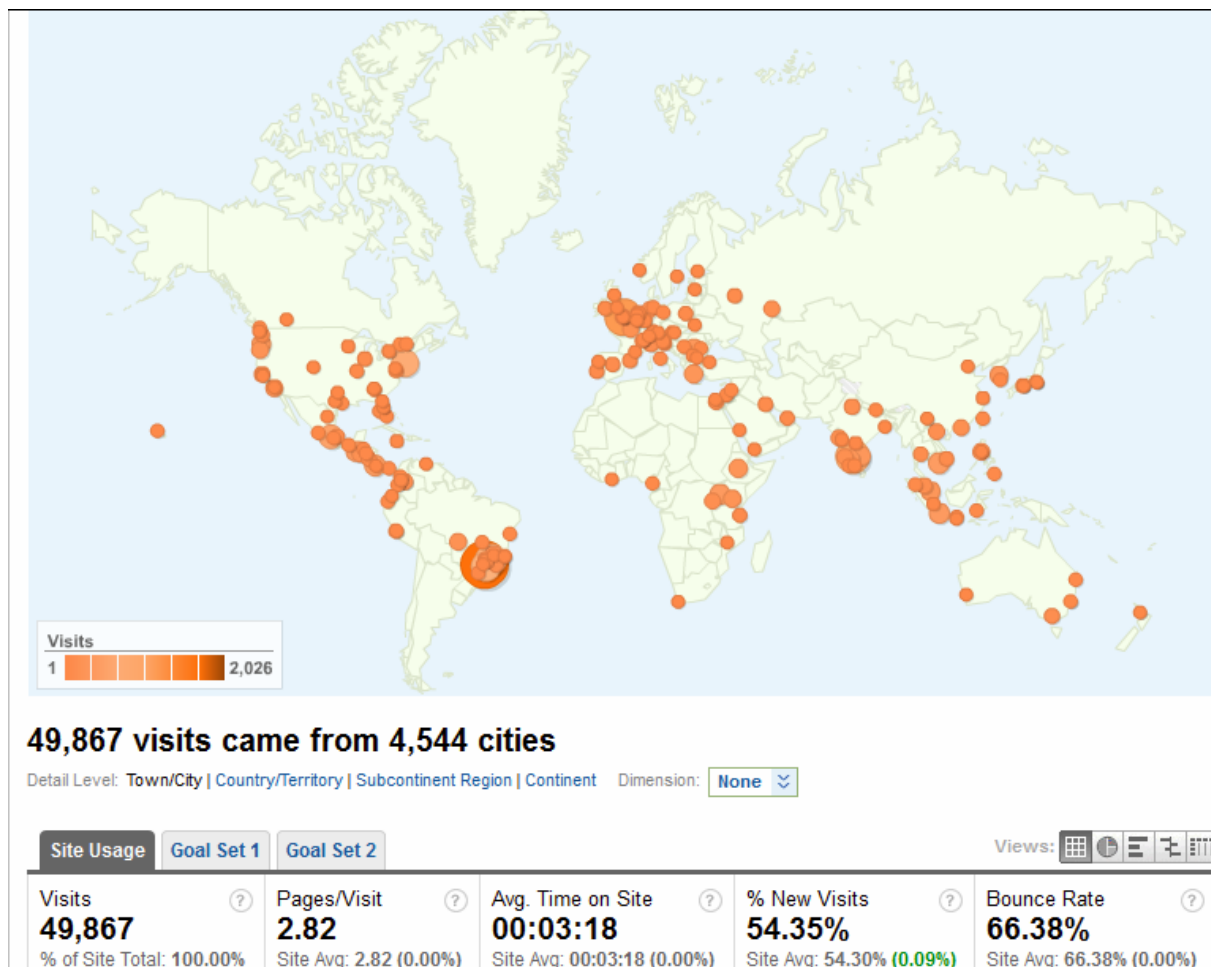 Visits
1 2,026
49,867 visits came from 4,544 cities
Detail Level: Town/City | Country/Territory | Subcontinent Region | Continent Dimension: None
Site Usage Goal Set 1 Goal Set 2 Views:
Visits ? Pages/Visit ? Avg. Time on Site ? % New Visits ? Bounce Rate ?
49,867 2.82 00:03:18 54.35% 66.38%
% of Site Total: 100.00% Site Avg: 2.82 (0.00%) Site Avg: 00:03:18 (0.00%) Site Avg: 54.30% (0.09%) Site Avg: 66.38% (0.00%)